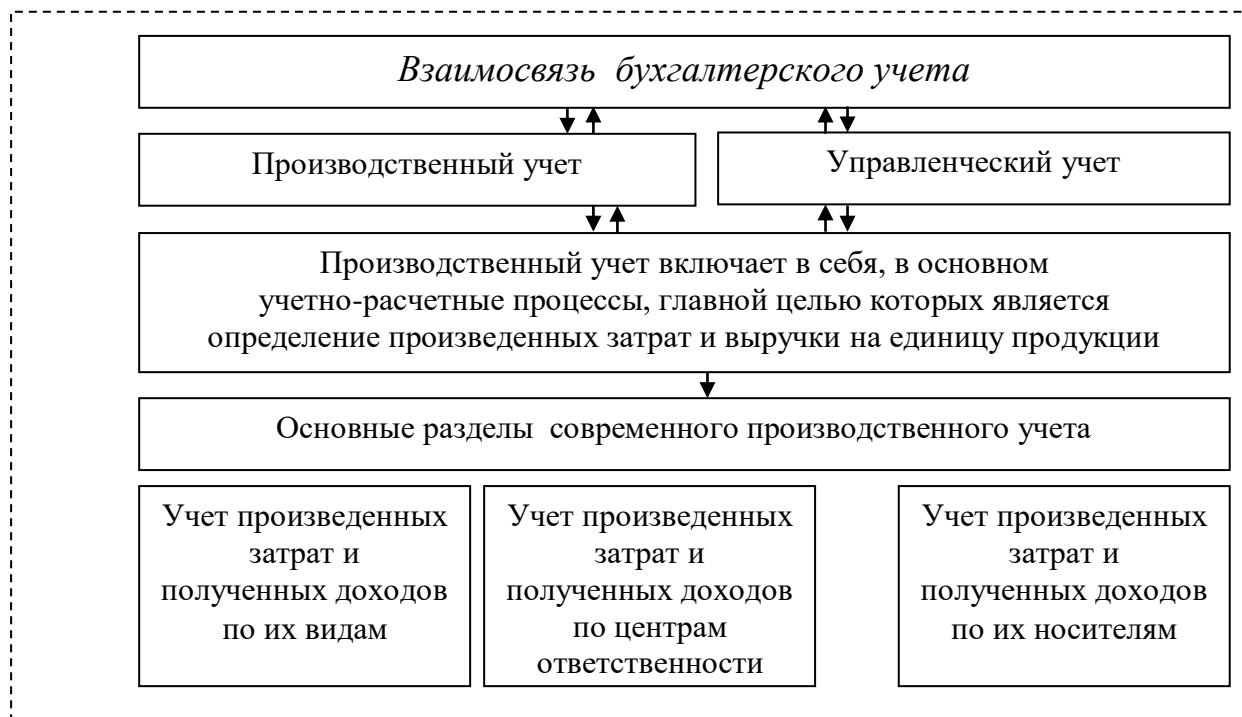 Взаимосвязь бухгалтерского учета
Производственный учет
Управленческий учет
Производственный учет включает в себя, в основном
учетно-расчетные процессы, главной целью которых является
определение произведенных затрат и выручки на единицу продукции
Основные разделы современного производственного учета
Учет произведенных
затрат и
полученных доходов
по их видам
Учет произведенных
затрат и
полученных доходов
по центрам
ответственности
Учет произведенных
затрат и
полученных доходов
по их носителям